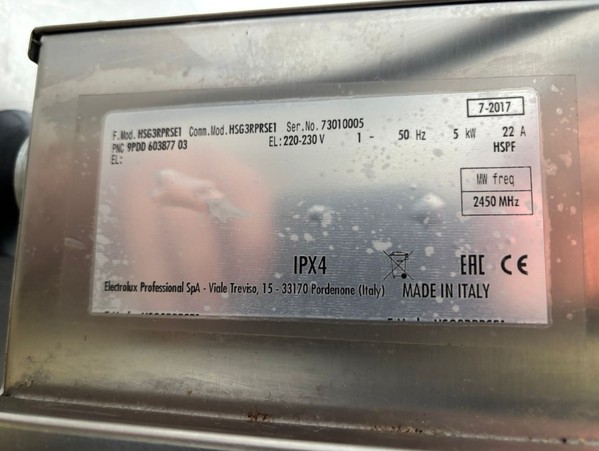 7-2017
F.Mod. HSG3RPRSE1 Comm.Mod. HSG3RPRSE1 Ser.No. 73010005
PNC 9PDD 603877 03 EL: 220-230 V 1 ~ 50 Hz 5 kW 22 A
EL: HSPF
MW freq
2450 MHz
IPX4 EAC CE
Electrolux Professional SpA - Viale Treviso, 15 - 33170 Pordenone (Italy) MADE IN ITALY